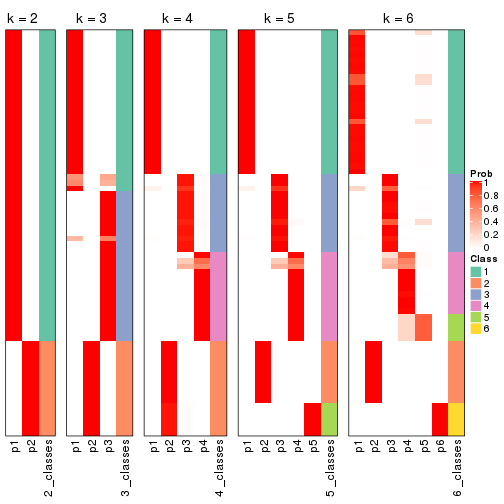 k = 2
k = 3
k = 4
k = 5
k = 6
p1
p2
2_classes
p1
p2
p3
3_classes
p1
p2
p3
p4
4_classes
p1
p2
p3
p4
p5
5_classes
p1
p2
p3
p4
p5
p6
6_classes
Prob
1
0.8
0.6
0.4
0.2
0
Class
1
2
3
4
5
6